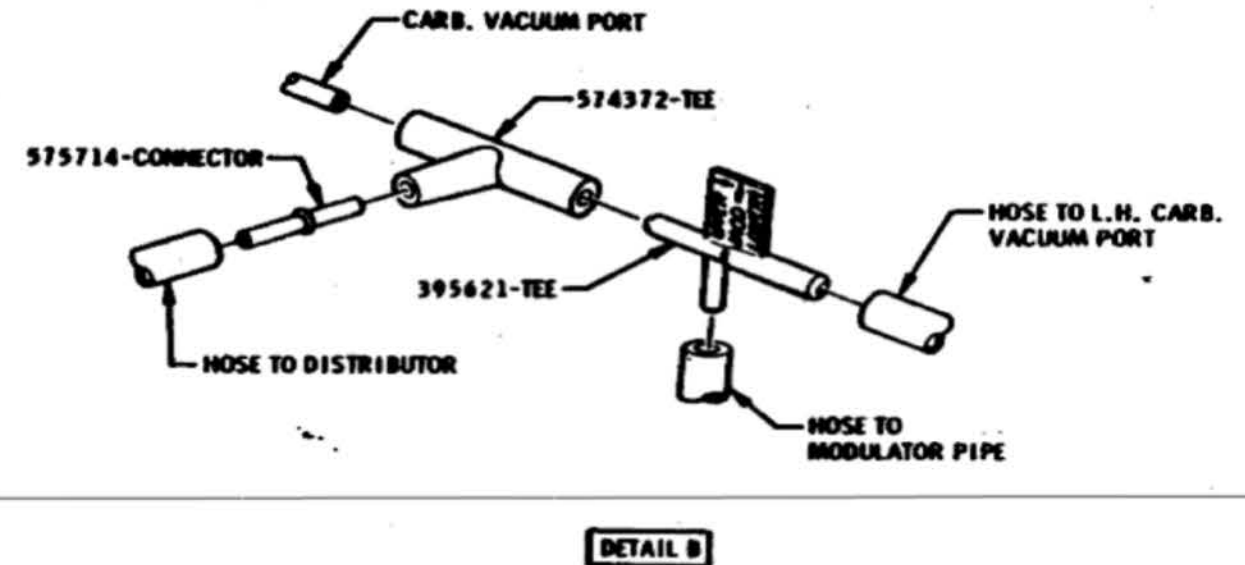 CARB. VACUUM PORT
574372-TEE
575714-CONNECTOR
HOSE TO L.H. CARB.
VACUUM PORT
395621-TEE
HOSE TO DISTRIBUTOR
HOSE TO
MODULATOR PIPE
DETAIL B